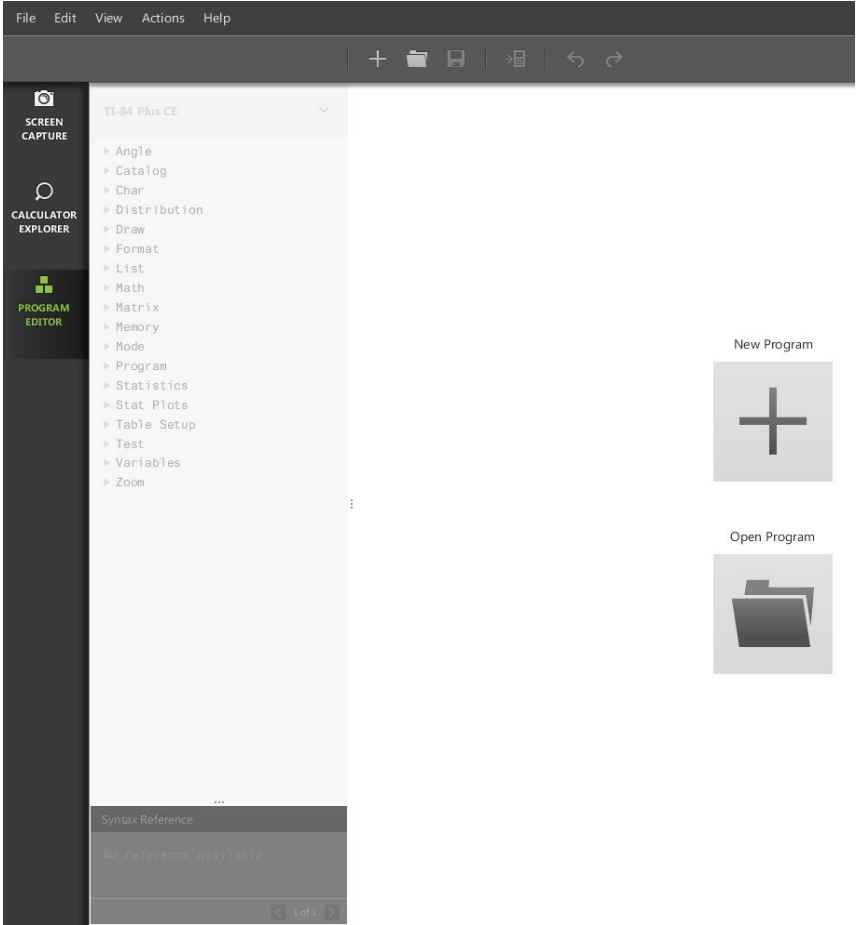 File Edit View Actions Help
SCREEN
CAPTURE
CALCULATOR
EXPLORER
PROGRAM
EDITOR
TI-84 Plus CE
Angle
Catalog
Char
Distribution
Draw
Format
List
Math
Matrix
Memory
Mode
Program
Statistics
Stat Plots
Table Setup
Test
Variables
Zoom
Syntax Reference
No reference available
1 of 1
New Program
Open Program